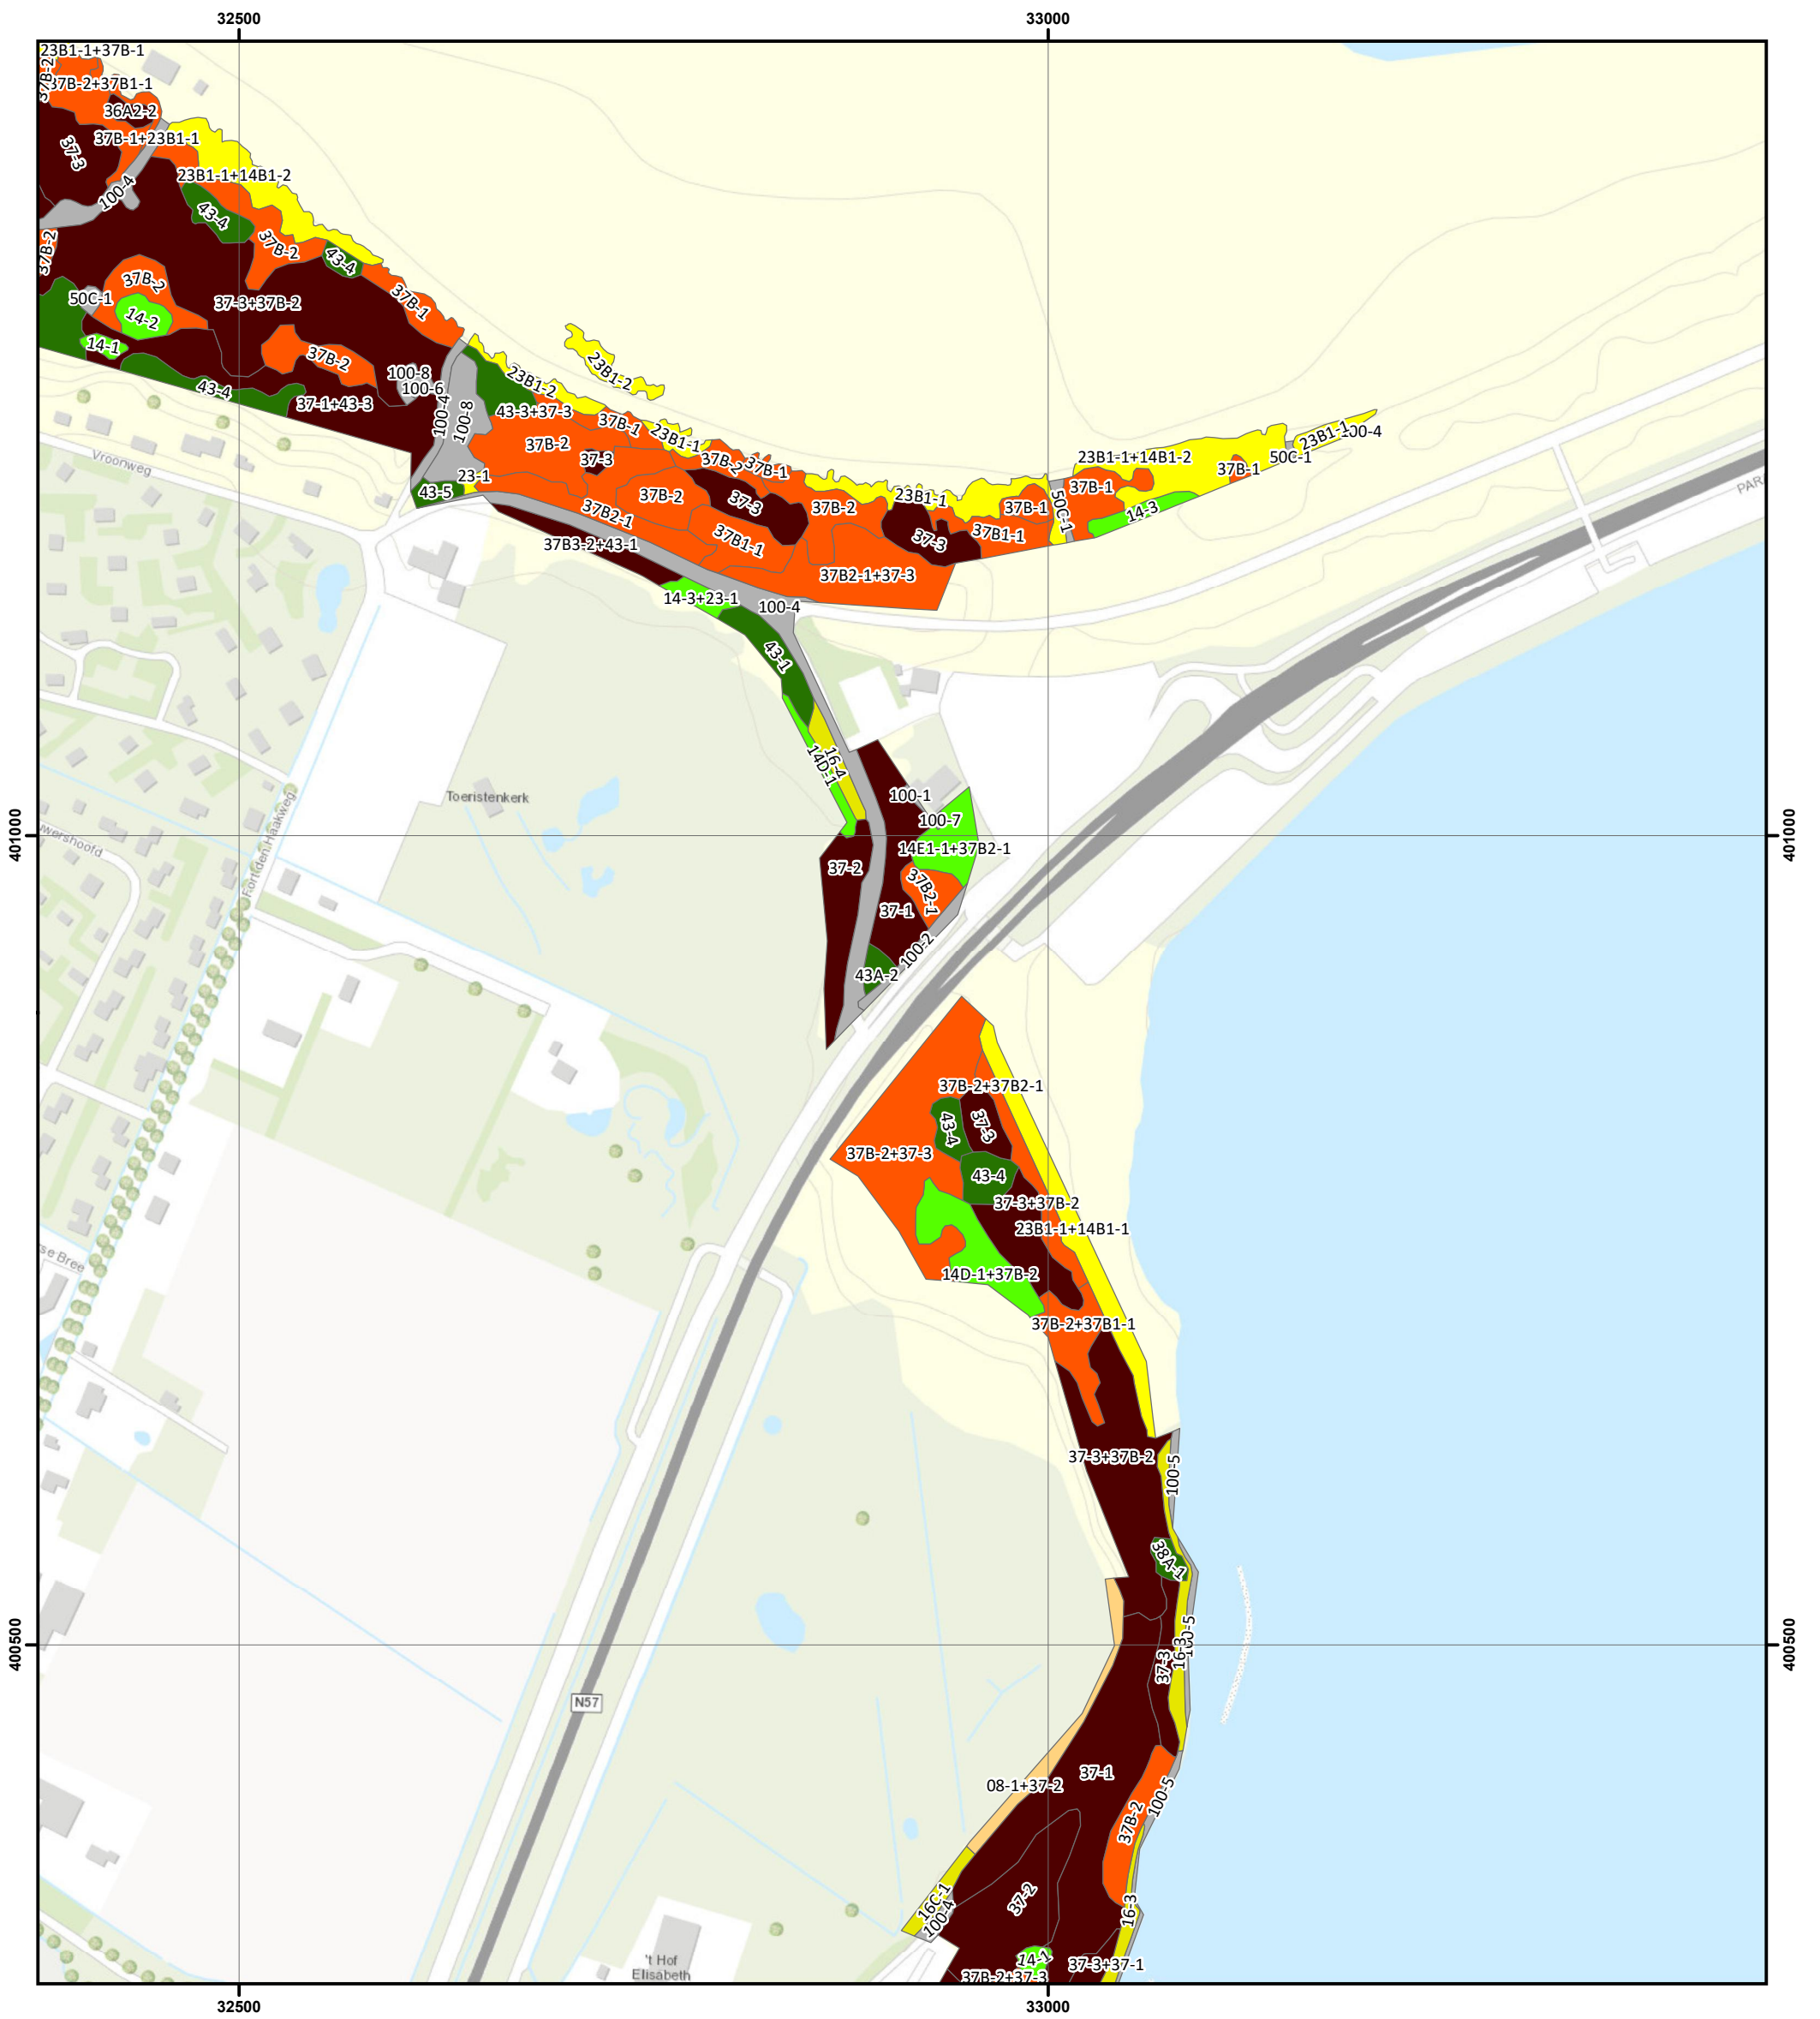 32500
33000
23B1-1+37B-1
37B-2
37B-2+37B1-1
36A2-2
37B-1+23B1-1
37-3
100-4
23B1-1+14B1-2
43-4
37B-2
37B-2
43-4
37B-2
50C-1
37-3+37B-2
37B-1
14-2
14-1
37B-2
23B1-2
100-8
100-6
43-4
37-1+43-3
100-4
100-8
23B1-2
43-3+37-3
37B-1
23B1-1
100-4
Vroonweg
37B-2
37-3
37B-2
37B-1
23B1-1+14B1-2
50C-1
37B-1
23-1
43-5
37B-2
37-3
37B-2
23B1-1
37B-1
37B-1
50C-1
14-3
37B2-1
37B1-1
37-3
37B1-1
37B3-2+43-1
37B2-1+37-3
14-3+23-1
100-4
43-1
Toeristenkerk
14D-1
16-4
100-1
100-7
401000
401000
wershoofd
Fort den Haakweg
14E1-1+37B2-1
37-2
37B2-1
37-1
100-2
43A-2
37B-2+37B2-1
43-4
37-3
37B-2+37-3
43-4
37-3+37B-2
23B1-1+14B1-1
se Bree
14D-1+37B-2
37B-2+37B1-1
37-3+37B-2
100-5
38A-1
400500
400500
100-5
16-3
37-3
N57
37-1
08-1+37-2
100-5
37B-2
16C-1
100-4
37-2
16-3
't Hof
Elisabeth
14-1
37-3+37-1
37B-2+37-3
32500
33000